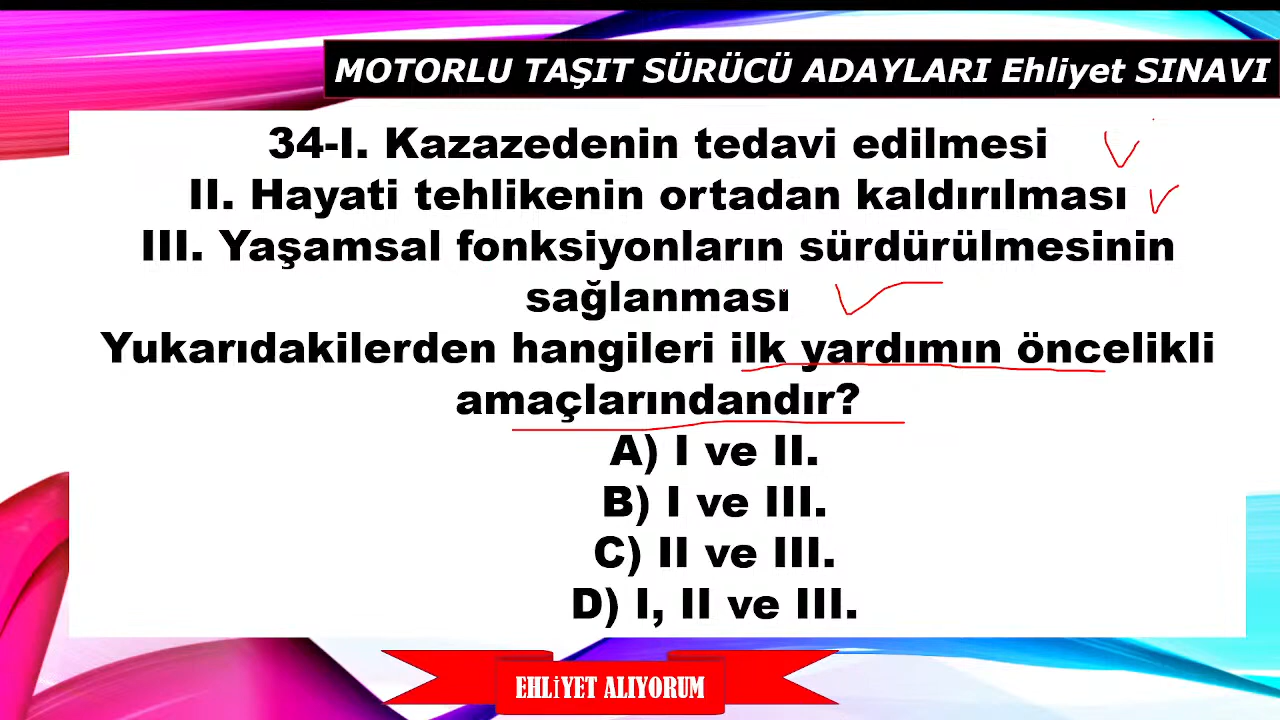 MOTORLU TAŞIT SÜRÜCÜ ADAYLARI Ehliyet SINAVI
34-I. Kazazedenin tedavi edilmesi
II. Hayati tehlikenin ortadan kaldırılması
III. Yaşamsal fonksiyonların sürdürülmesinin
sağlanması
Yukarıdakilerden hangileri ilk yardımın öncelikli
amaçlarındandır?
A) I ve II.
B) I ve III.
C) II ve III.
D) I, II ve III.
EHLİYET ALIYORUM